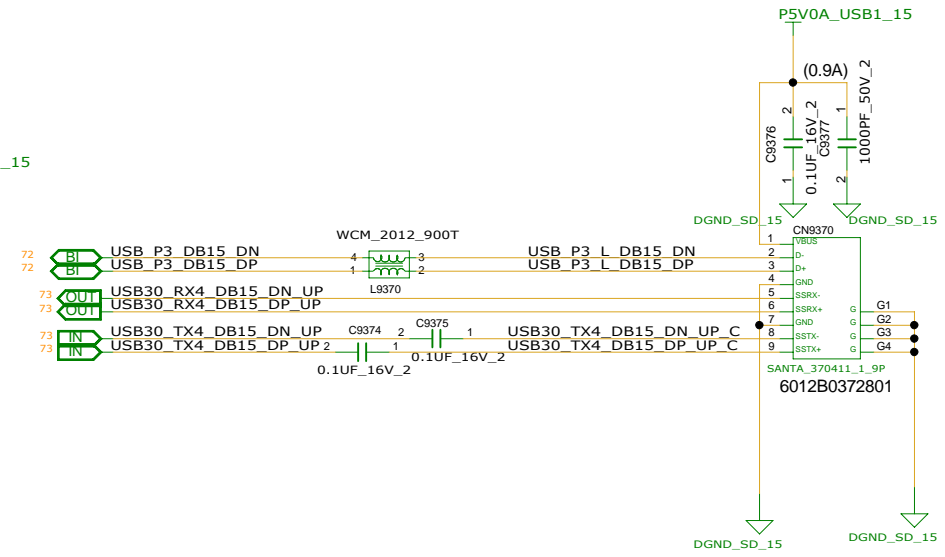 P5V0A_USB1_15
(0.9A)
_15
2
C9376
1
0.1UF_16V_2
1
C9377
2
1000PF_50V_2
DGND_SD_15
DGND_SD_15
WCM_2012_900T
CN9370
72 BI USB_P3_DB15_DN 4 3 USB_P3_L_DB15_DN 1 VBUS
2 D-
72 BI USB_P3_DB15_DP 1 2 USB_P3_L_DB15_DP 3 D+
L9370
4 GND
73 OUT USB30_RX4_DB15_DN_UP 5 SSRX-
73 OUT USB30_RX4_DB15_DP_UP 6 SSRX+ G G1
7 GND G G2
73 IN USB30_TX4_DB15_DN_UP C9374 2 C9375 1 USB30_TX4_DB15_DN_UP_C 8 SSTX- G G3
73 IN USB30_TX4_DB15_DP_UP 2 1 0.1UF_16V_2 USB30_TX4_DB15_DP_UP_C 9 SSTX+ G G4
0.1UF_16V_2
SANTA_370411_1_9P
6012B0372801
DGND_SD_15
DGND_SD_15